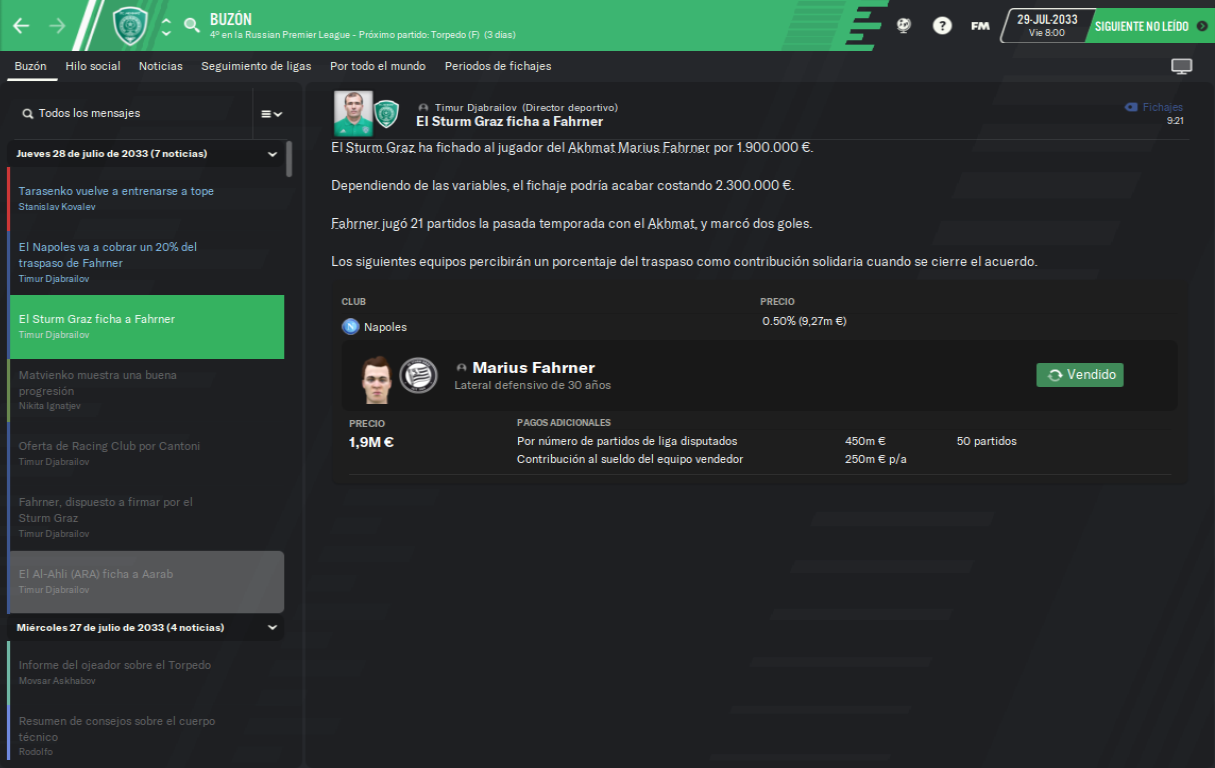 BUZÓN
4º en la Russian Premier League - Próximo partido: Torpedo (F) (3 días)
FM
29-JUL-2033
Vie 8:00
SIGUIENTE NO LEÍDO
Buzón Hilo social Noticias Seguimiento de ligas Por todo el mundo Periodos de fichajes
Todos los mensajes
Jueves 28 de julio de 2033 (7 noticias)
Tarasenko vuelve a entrenarse a tope
Stanislav Kovalev
El Napoles va a cobrar un 20% del
traspaso de Fahrner
Timur Djabrailov
El Sturm Graz ficha a Fahrner
Timur Djabrailov
Matvienko muestra una buena
progresión
Nikita Ignatjev
Oferta de Racing Club por Cantoni
Timur Djabrailov
Fahrner, dispuesto a firmar por el
Sturm Graz
Timur Djabrailov
El Al-Ahli (ARA) ficha a Aarab
Timur Djabrailov
Miércoles 27 de julio de 2033 (4 noticias)
Informe del ojeador sobre el Torpedo
Movsar Askhabov
Resumen de consejos sobre el cuerpo
técnico
Rodolfo
Timur Djabrailov (Director deportivo)
El Sturm Graz ficha a Fahrner
Fichajes
9:21
El Sturm Graz ha fichado al jugador del Akhmat Marius Fahrner por 1.900.000 €.
Dependiendo de las variables, el fichaje podría acabar costando 2.300.000 €.
Fahrner jugó 21 partidos la pasada temporada con el Akhmat, y marcó dos goles.
Los siguientes equipos percibirán un porcentaje del traspaso como contribución solidaria cuando se cierre el acuerdo.
CLUB PRECIO
Napoles 0.50% (9,27m €)
Marius Fahrner
Lateral defensivo de 30 años
Vendido
PRECIO
1,9M €
PAGOS ADICIONALES
Por número de partidos de liga disputados 450m € 50 partidos
Contribución al sueldo del equipo vendedor 250m € p/a